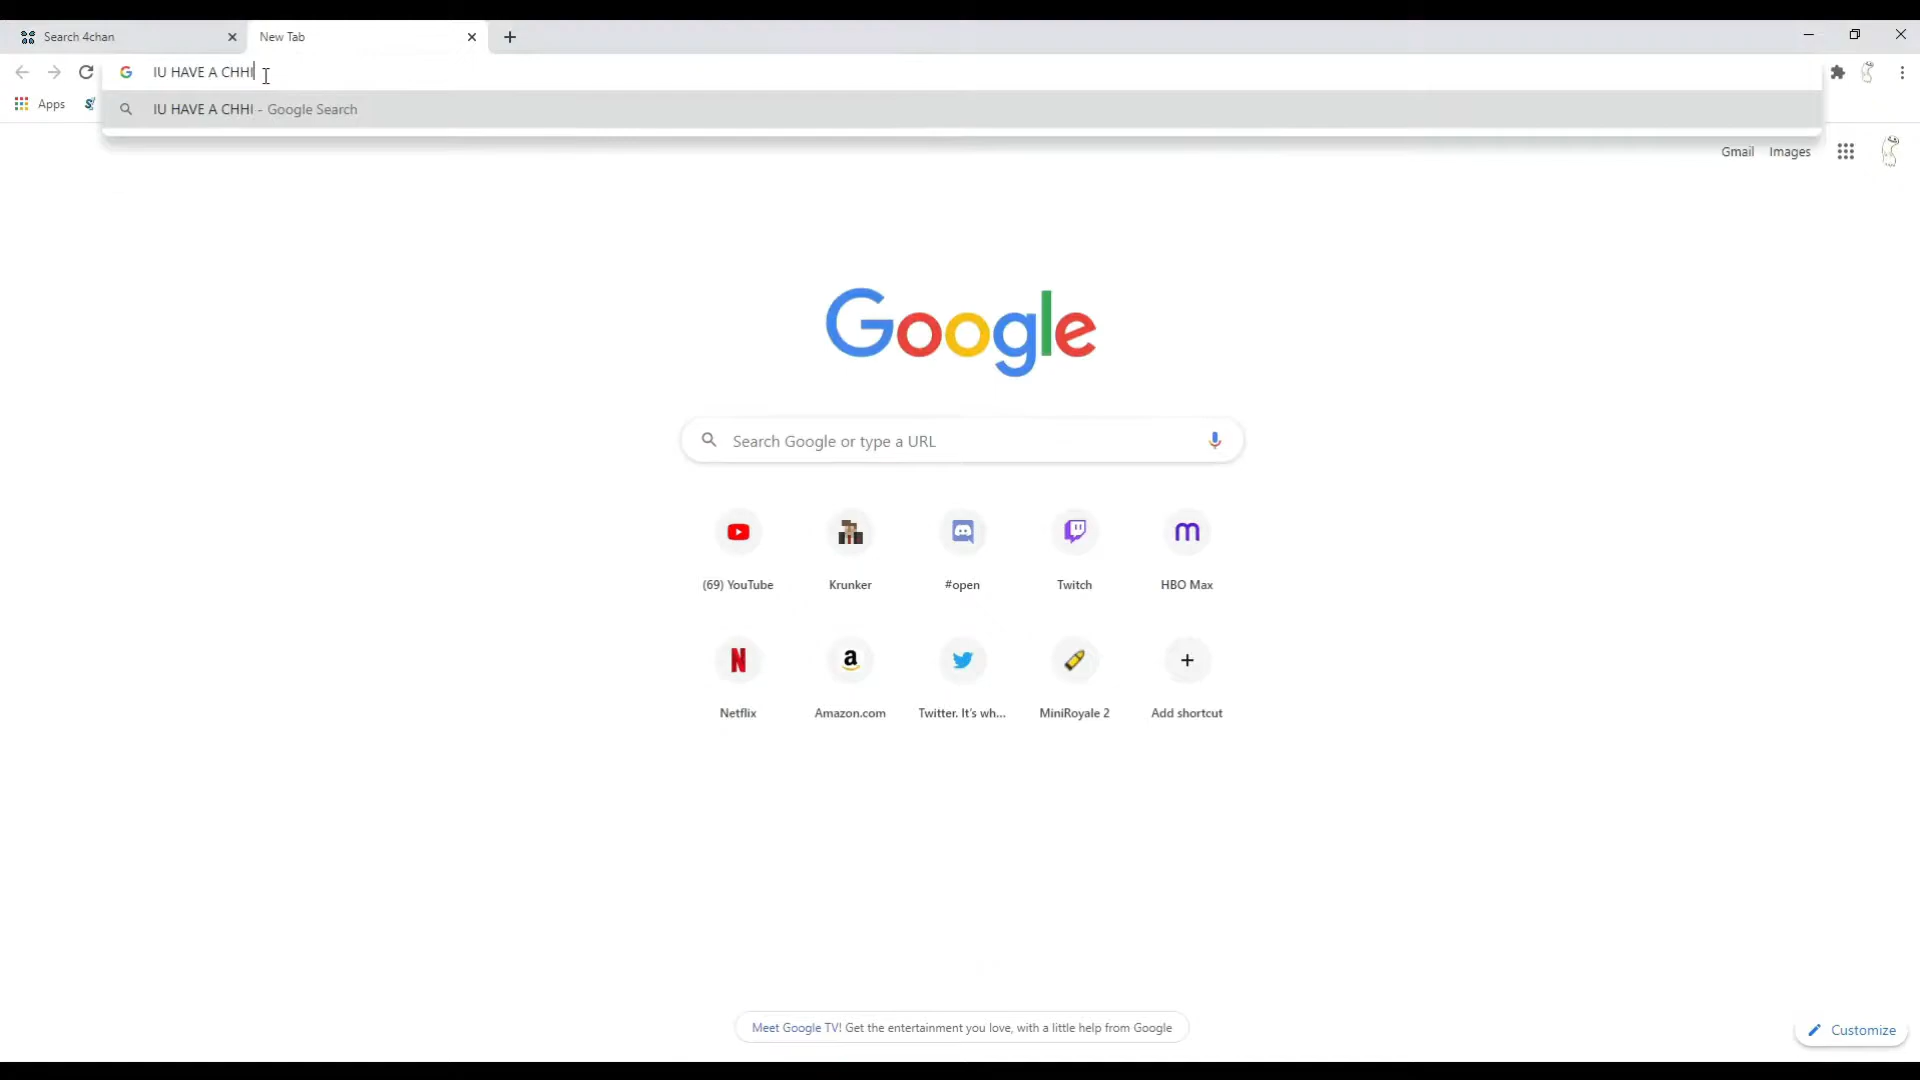 Search 4chan
New Tab
IU HAVE A CHHI
Apps
IU HAVE A CHHI - Google Search
Gmail Images
Google
Search Google or type a URL
(69) YouTube Krunker #open Twitch HBO Max
Netflix Amazon.com Twitter. It's wh... MiniRoyale 2 Add shortcut
Meet Google TV! Get the entertainment you love, with a little help from Google
Customize